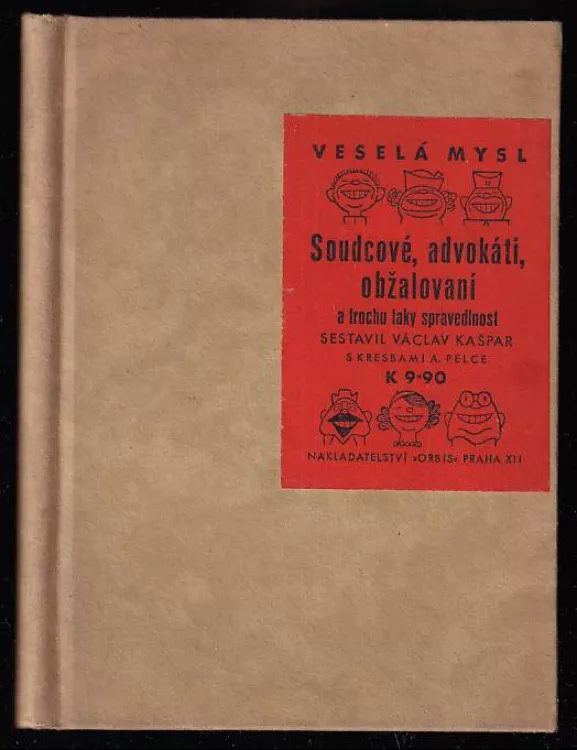 VESELÁ MYSL
Soudcové, advokáti,
obžalovaní
a trochu taky spravedlnost
SESTAVIL VÁCLAV KAŠPAR
S KRESBAMI A. PELCE
K 9·90
NAKLADATELSTVÍ ›ORBIS‹ PRAHA XII